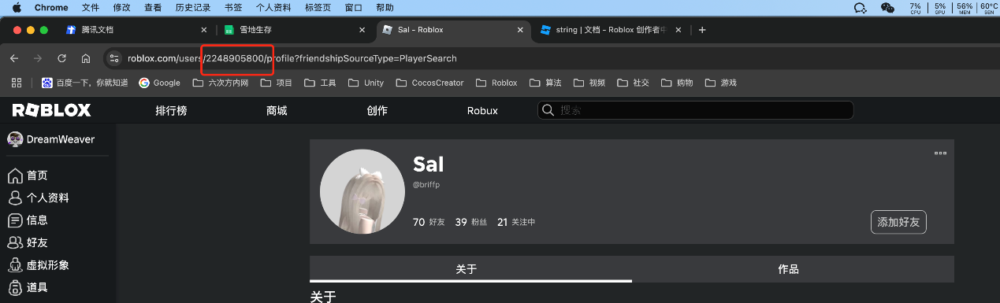 Chrome 文件 修改 查看 历史记录 书签 个人资料 标签页 窗口 帮助 7% CPU 5% GPU 56% MEM 60°C SEN
腾讯文档 雪地生存 Sal - Roblox string | 文档 - Roblox 创作者中
roblox.com/users/2248905800/profile?friendshipSourceType=PlayerSearch
百度一下，你就知道 Google 六次方内网 项目 工具 Unity CocosCreator Roblox 算法 视频 社交 购物 游戏
ROBLOX 排行榜 商城 创作 Robux 搜索
DreamWeaver
首页
个人资料
信息
好友
虚拟形象
道具
Sal
@briffp
70 好友 39 粉丝 21 关注中
添加好友
关于 作品
关于